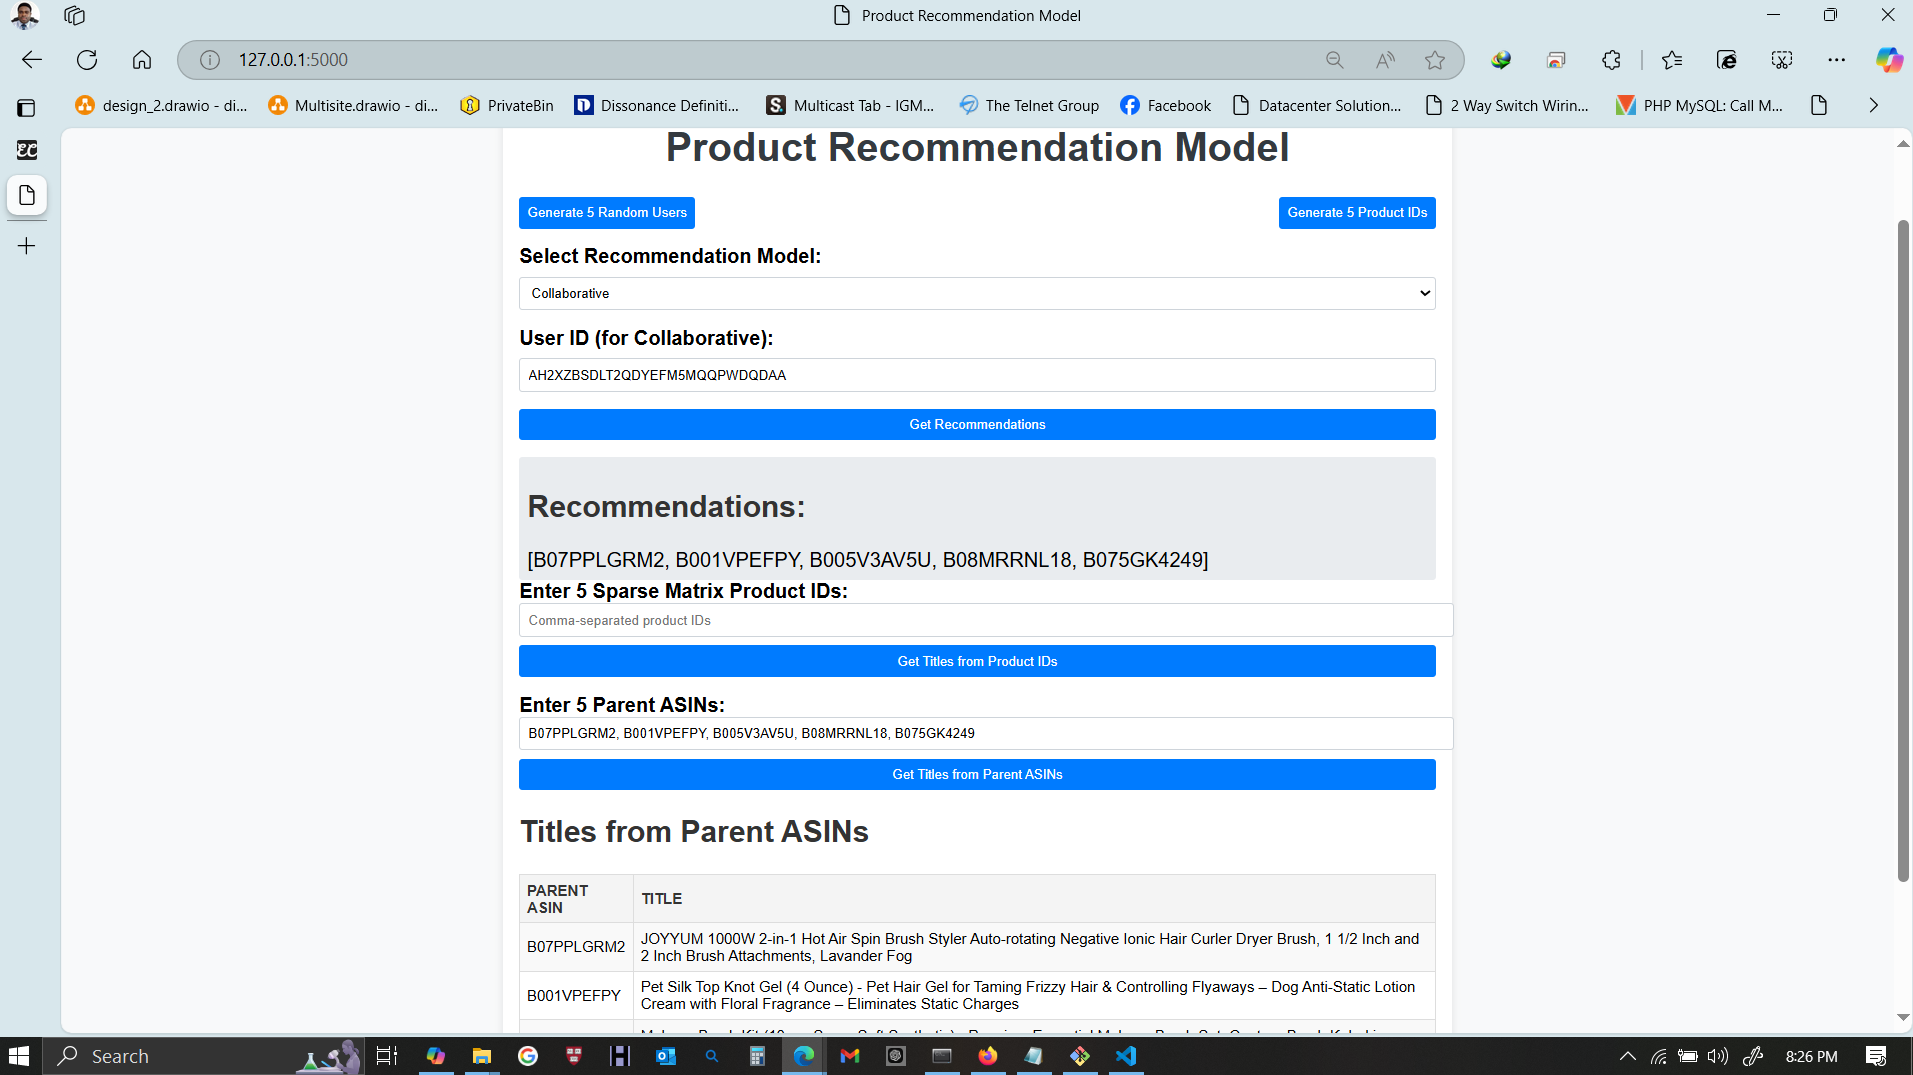 Product Recommendation Model
127.0.0.1:5000
design_2.drawio - di...
Multisite.drawio - di...
PrivateBin
Dissonance Definiti...
Multicast Tab - IGM...
The Telnet Group
Facebook
Datacenter Solution...
2 Way Switch Wirin...
PHP MySQL: Call M...
Product Recommendation Model
Generate 5 Random Users
Generate 5 Product IDs
Select Recommendation Model:
Collaborative
User ID (for Collaborative):
AH2XZBSDLT2QDYEFM5MQQPWDQDAA
Get Recommendations
Recommendations:
[B07PPLGRM2, B001VPEFPY, B005V3AV5U, B08MRRNL18, B075GK4249]
Enter 5 Sparse Matrix Product IDs:
Comma-separated product IDs
Get Titles from Product IDs
Enter 5 Parent ASINs:
B07PPLGRM2, B001VPEFPY, B005V3AV5U, B08MRRNL18, B075GK4249
Get Titles from Parent ASINs
Titles from Parent ASINs
PARENT
ASIN
TITLE
B07PPLGRM2
JOYYUM 1000W 2-in-1 Hot Air Spin Brush Styler Auto-rotating Negative Ionic Hair Curler Dryer Brush, 1 1/2 Inch and
2 Inch Brush Attachments, Lavander Fog
B001VPEFPY
Pet Silk Top Knot Gel (4 Ounce) - Pet Hair Gel for Taming Frizzy Hair & Controlling Flyaways – Dog Anti-Static Lotion
Cream with Floral Fragrance – Eliminates Static Charges
Search
8:26 PM